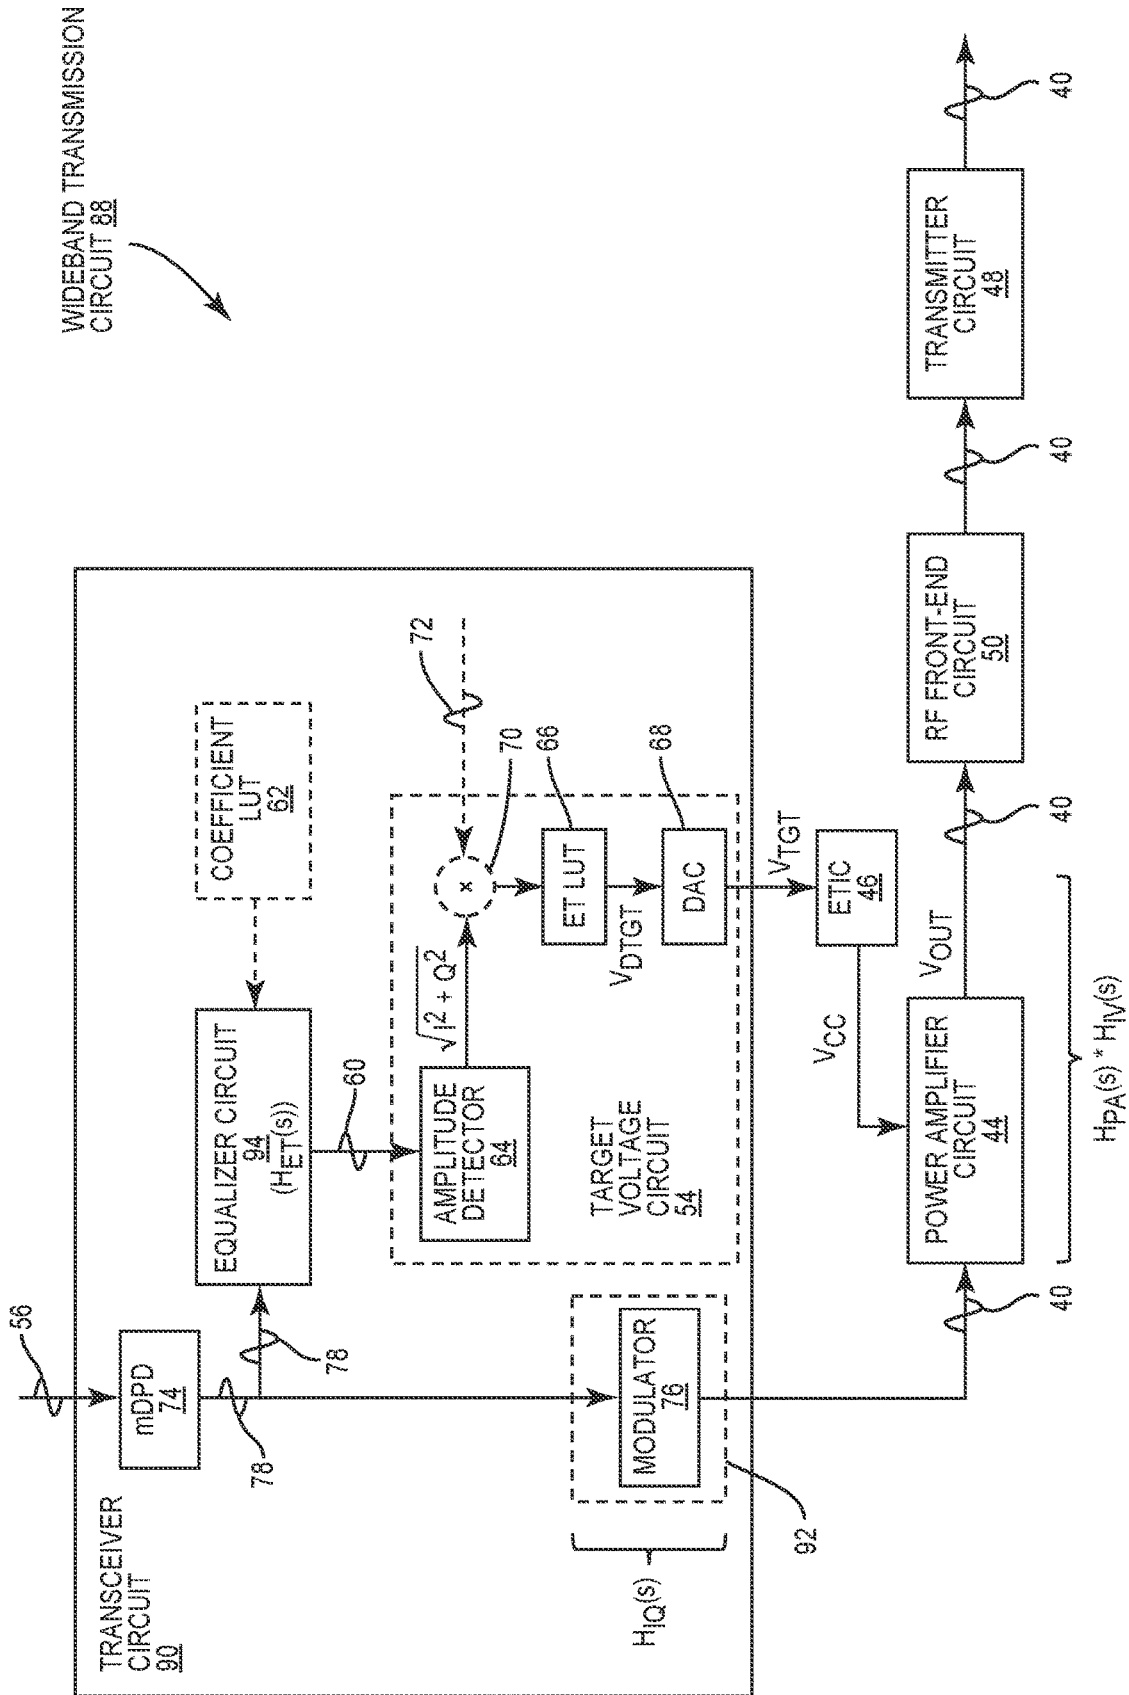 WIDEBAND TRANSMISSION
CIRCUIT 88
TRANSCEIVER
CIRCUIT
90
56
mDPD
74
78
78
EQUALIZER CIRCUIT
94
(HET(s))
COEFFICIENT
LUT
62
60
AMPLITUDE
DETECTOR
64
√I² + Q²
×
70
72
ET LUT
66
VDTGT
DAC
68
TARGET
VOLTAGE
CIRCUIT
54
VTGT
MODULATOR
76
92
HIQ(s)
ETIC
46
VCC
40
POWER AMPLIFIER
CIRCUIT
44
VOUT
HPA(s) * HIV(s)
40
RF FRONT-END
CIRCUIT
50
40
TRANSMITTER
CIRCUIT
48
40